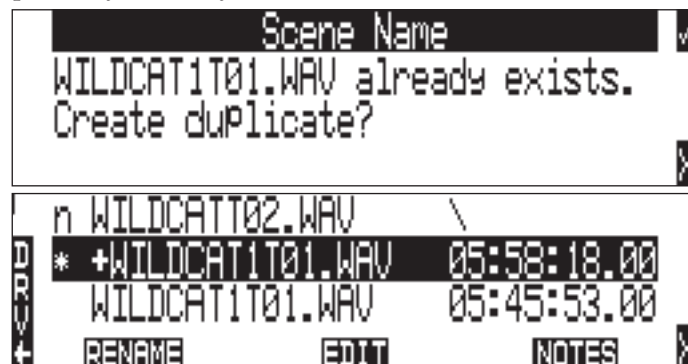 Scene Name
WILDCAT1T01.WAV already exists.
Create duplicate?
n WILDCATT02.WAV \
* +WILDCAT1T01.WAV 05:58:18.00
WILDCAT1T01.WAV 05:45:53.00
DRV
RENAME EDIT NOTES